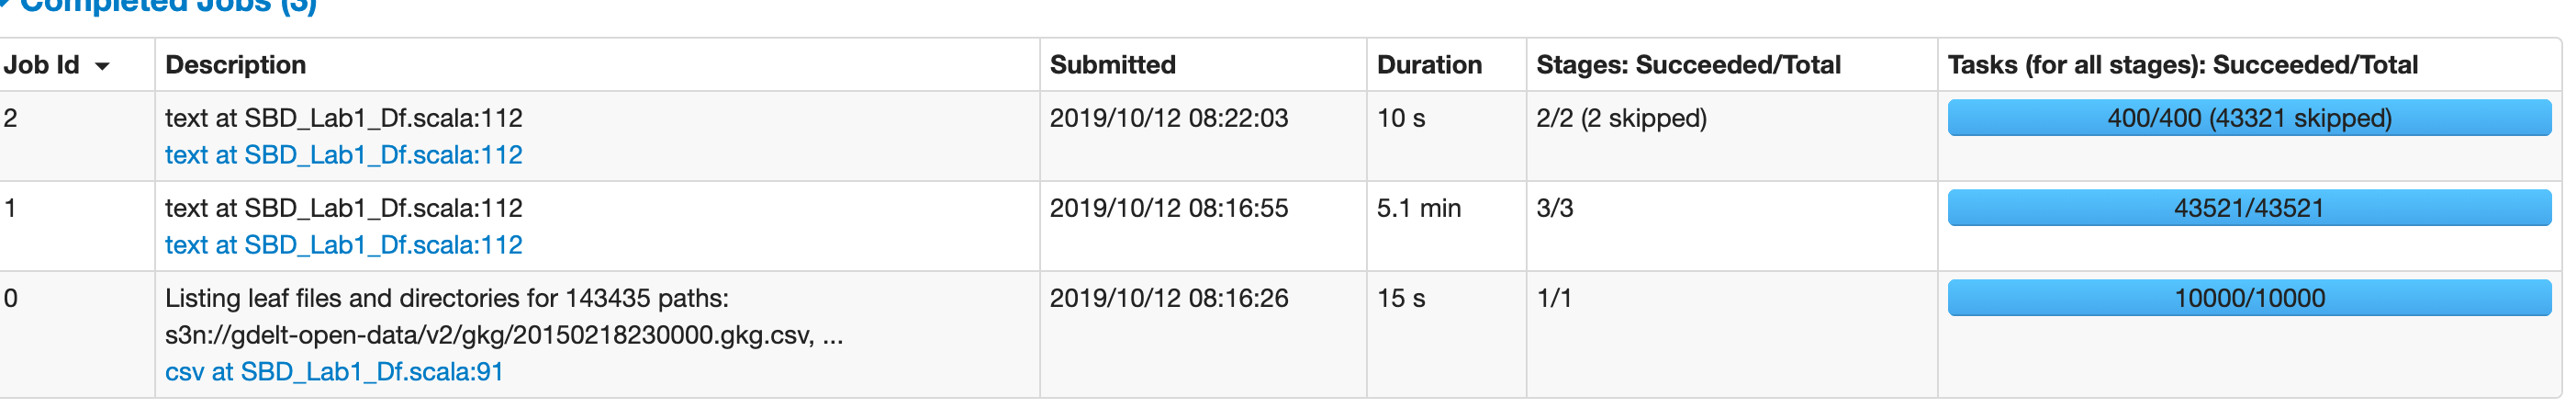 Completed Jobs (3)
Job Id Description Submitted Duration Stages: Succeeded/Total Tasks (for all stages): Succeeded/Total
2 text at SBD_Lab1_Df.scala:112 2019/10/12 08:22:03 10 s 2/2 (2 skipped) 400/400 (43321 skipped)
text at SBD_Lab1_Df.scala:112
1 text at SBD_Lab1_Df.scala:112 2019/10/12 08:16:55 5.1 min 3/3 43521/43521
text at SBD_Lab1_Df.scala:112
0 Listing leaf files and directories for 143435 paths: 2019/10/12 08:16:26 15 s 1/1 10000/10000
s3n://gdelt-open-data/v2/gkg/20150218230000.gkg.csv, ...
csv at SBD_Lab1_Df.scala:91